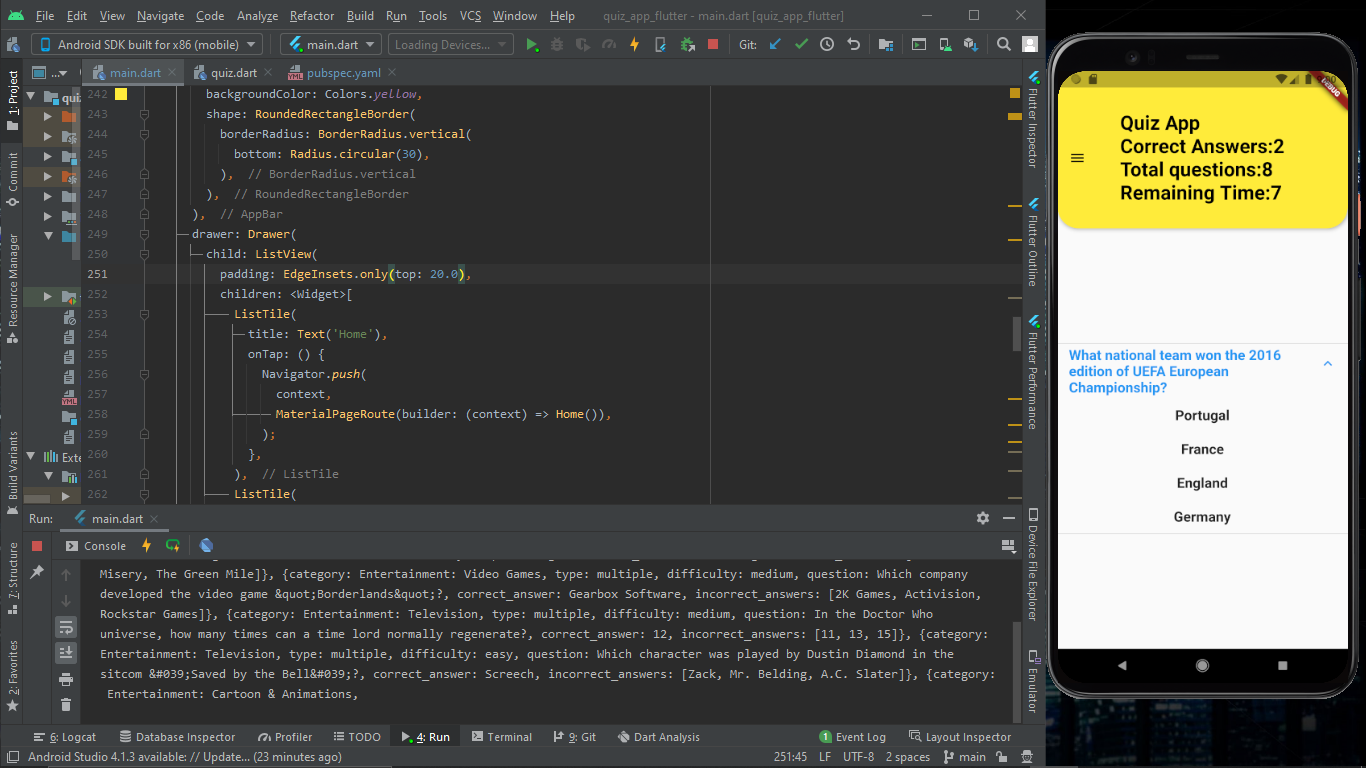 File Edit View Navigate Code Analyze Refactor Build Run Tools VCS Window Help quiz_app_flutter - main.dart [quiz_app_flutter]
Android SDK built for x86 (mobile) main.dart Loading Devices... Git:
...
main.dart quiz.dart pubspec.yaml
1: Project
Commit
Resource Manager
Build Variants
7: Structure
2: Favorites
quiz
Exte
242 backgroundColor: Colors.yellow,
243 shape: RoundedRectangleBorder(
244 borderRadius: BorderRadius.vertical(
245 bottom: Radius.circular(30),
246 ), // BorderRadius.vertical
247 ), // RoundedRectangleBorder
248 ), // AppBar
249 drawer: Drawer(
250 child: ListView(
251 padding: EdgeInsets.only(top: 20.0),
252 children: <Widget>[
253 ListTile(
254 title: Text('Home'),
255 onTap: () {
256 Navigator.push(
257 context,
258 MaterialPageRoute(builder: (context) => Home()),
259 );
260 },
261 ), // ListTile
262 ListTile(
Flutter Inspector
Flutter Outline
Flutter Performance
Device File Explorer
Emulator
Run: main.dart
Console
Misery, The Green Mile]}, {category: Entertainment: Video Games, type: multiple, difficulty: medium, question: Which company
developed the video game &quot;Borderlands&quot;?, correct_answer: Gearbox Software, incorrect_answers: [2K Games, Activision,
Rockstar Games]}, {category: Entertainment: Television, type: multiple, difficulty: medium, question: In the Doctor Who
universe, how many times can a time lord normally regenerate?, correct_answer: 12, incorrect_answers: [11, 13, 15]}, {category:
Entertainment: Television, type: multiple, difficulty: easy, question: Which character was played by Dustin Diamond in the
sitcom &#039;Saved by the Bell&#039;?, correct_answer: Screech, incorrect_answers: [Zack, Mr. Belding, A.C. Slater]}, {category:
Entertainment: Cartoon & Animations,
6: Logcat Database Inspector Profiler TODO 4: Run Terminal 9: Git Dart Analysis 1 Event Log Layout Inspector
Android Studio 4.1.3 available: // Update... (23 minutes ago) 251:45 LF UTF-8 2 spaces main
DEBUG
Quiz App
Correct Answers:2
Total questions:8
Remaining Time:7
What national team won the 2016
edition of UEFA European
Championship?
Portugal
France
England
Germany